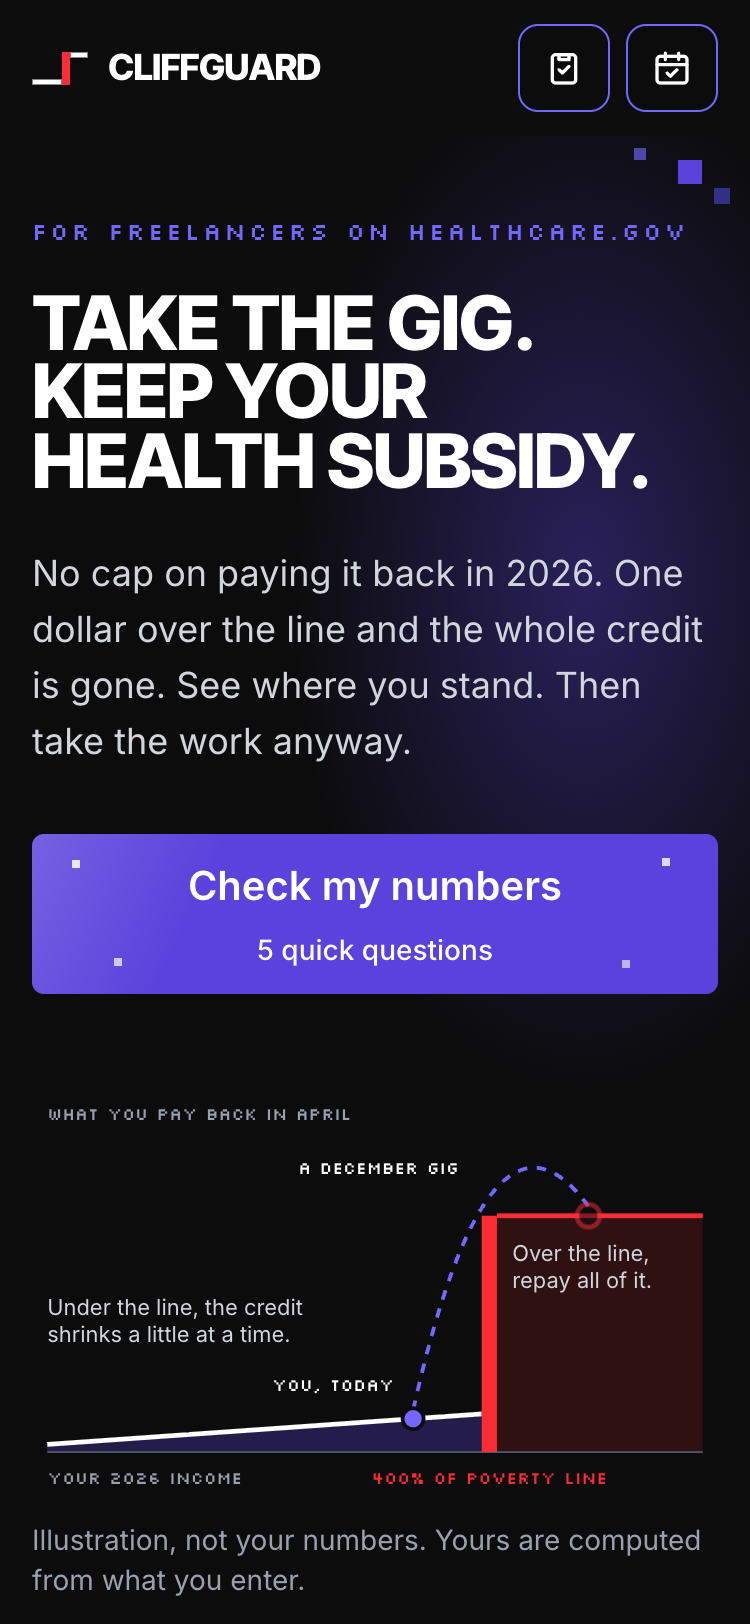 CLIFFGUARD
FOR FREELANCERS ON HEALTHCARE.GOV
TAKE THE GIG.
KEEP YOUR
HEALTH SUBSIDY.
No cap on paying it back in 2026. One
dollar over the line and the whole credit
is gone. See where you stand. Then
take the work anyway.
Check my numbers
5 quick questions
WHAT YOU PAY BACK IN APRIL
A DECEMBER GIG
Over the line,
repay all of it.
Under the line, the credit
shrinks a little at a time.
YOU, TODAY
YOUR 2026 INCOME
400% OF POVERTY LINE
Illustration, not your numbers. Yours are computed
from what you enter.